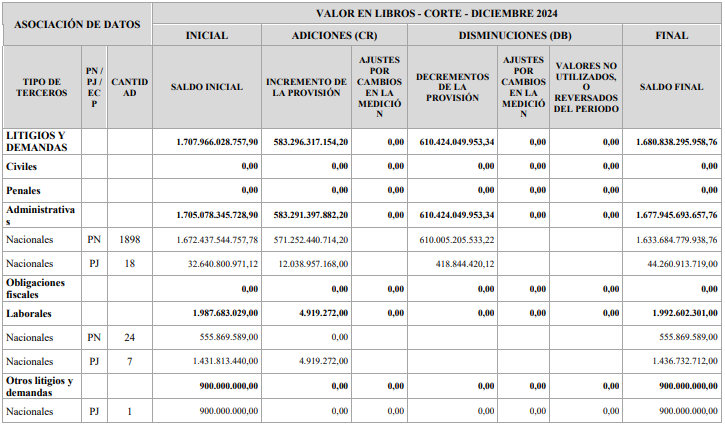 ASOCIACIÓN DE DATOS VALOR EN LIBROS - CORTE - DICIEMBRE 2024
INICIAL ADICIONES (CR) DISMINUCIONES (DB) FINAL
TIPO DE TERCEROS PN / PJ / EC P CANTID AD SALDO INICIAL INCREMENTO DE LA PROVISIÓN AJUSTES POR CAMBIOS EN LA MEDICIÓ N DECREMENTOS DE LA PROVISIÓN AJUSTES POR CAMBIOS EN LA MEDICIÓ N VALORES NO UTILIZADOS, O REVERSADOS DEL PERIODO SALDO FINAL
LITIGIOS Y DEMANDAS 1.707.966.028.757,90 583.296.317.154,20 0,00 610.424.049.953,34 0,00 0,00 1.680.838.295.958,76
Civiles 0,00 0,00 0,00 0,00 0,00 0,00 0,00
Penales 0,00 0,00 0,00 0,00 0,00 0,00 0,00
Administrativa s 1.705.078.345.728,90 583.291.397.882,20 0,00 610.424.049.953,34 0,00 0,00 1.677.945.693.657,76
Nacionales PN 1898 1.672.437.544.757,78 571.252.440.714,20 610.005.205.533,22 1.633.684.779.938,76
Nacionales PJ 18 32.640.800.971,12 12.038.957.168,00 418.844.420,12 44.260.913.719,00
Obligaciones fiscales 0,00 0,00 0,00 0,00 0,00 0,00 0,00
Laborales 1.987.683.029,00 4.919.272,00 0,00 0,00 0,00 0,00 1.992.602.301,00
Nacionales PN 24 555.869.589,00 0,00 555.869.589,00
Nacionales PJ 7 1.431.813.440,00 4.919.272,00 1.436.732.712,00
Otros litigios y demandas 900.000.000,00 0,00 0,00 0,00 0,00 0,00 900.000.000,00
Nacionales PJ 1 900.000.000,00 0,00 0,00 0,00 0,00 0,00 900.000.000,00